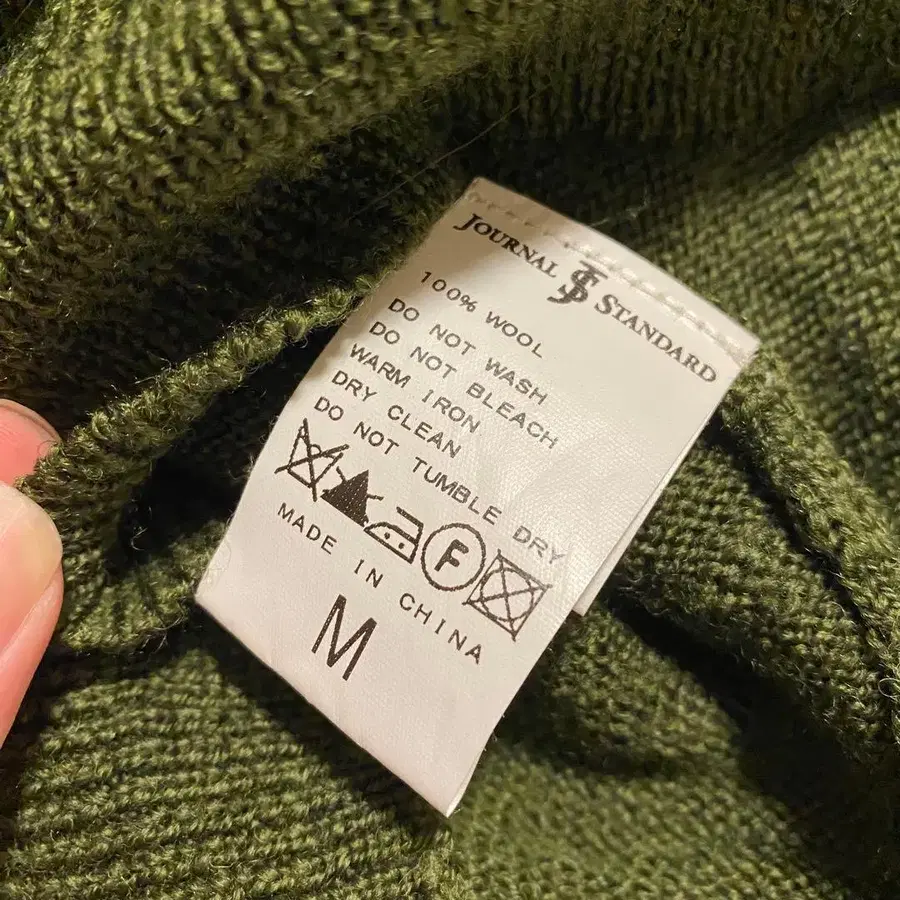 JOURNAL JS STANDARD
100% WOOL
DO NOT WASH
DO NOT BLEACH
WARM IRON
DRY CLEAN
DO NOT TUMBLE DRY
F
MADE IN CHINA
M